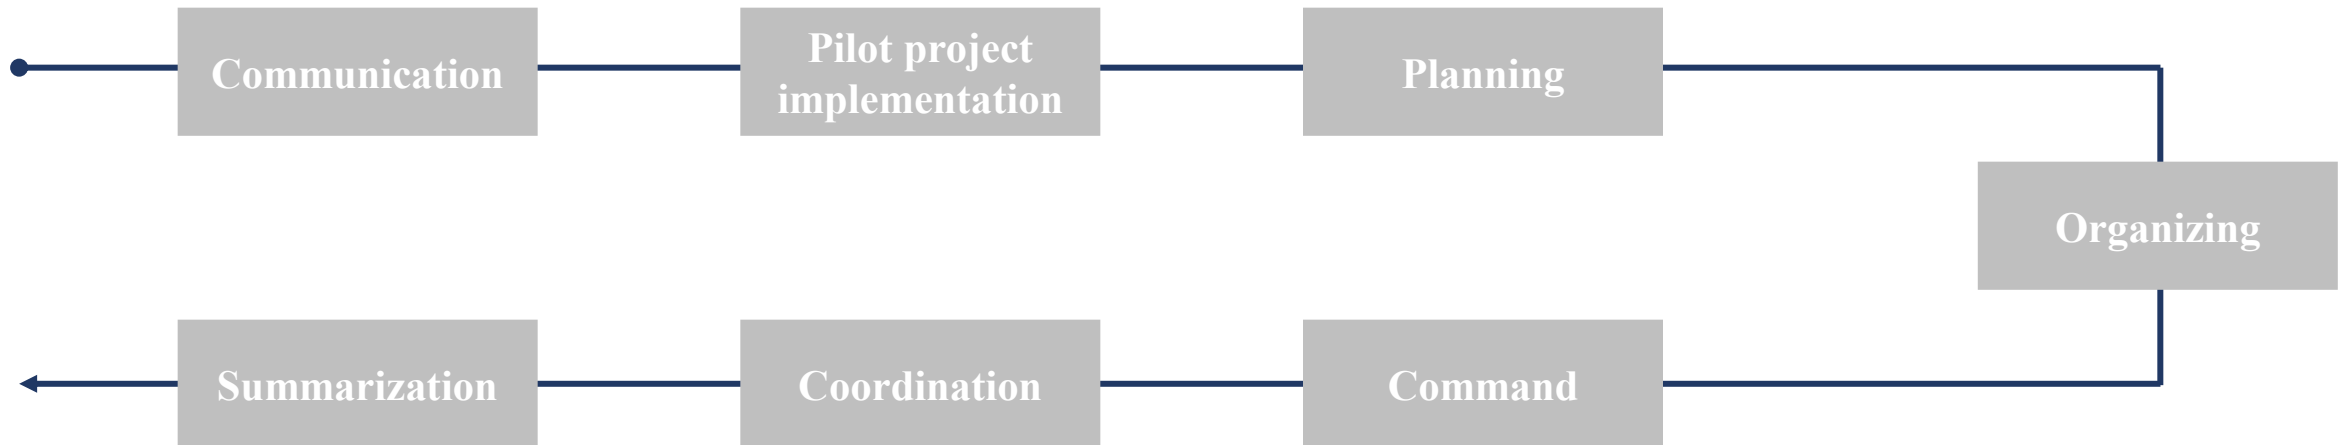 Communication
Pilot project
implementation
Planning
Organizing
Command
Coordination
Summarization